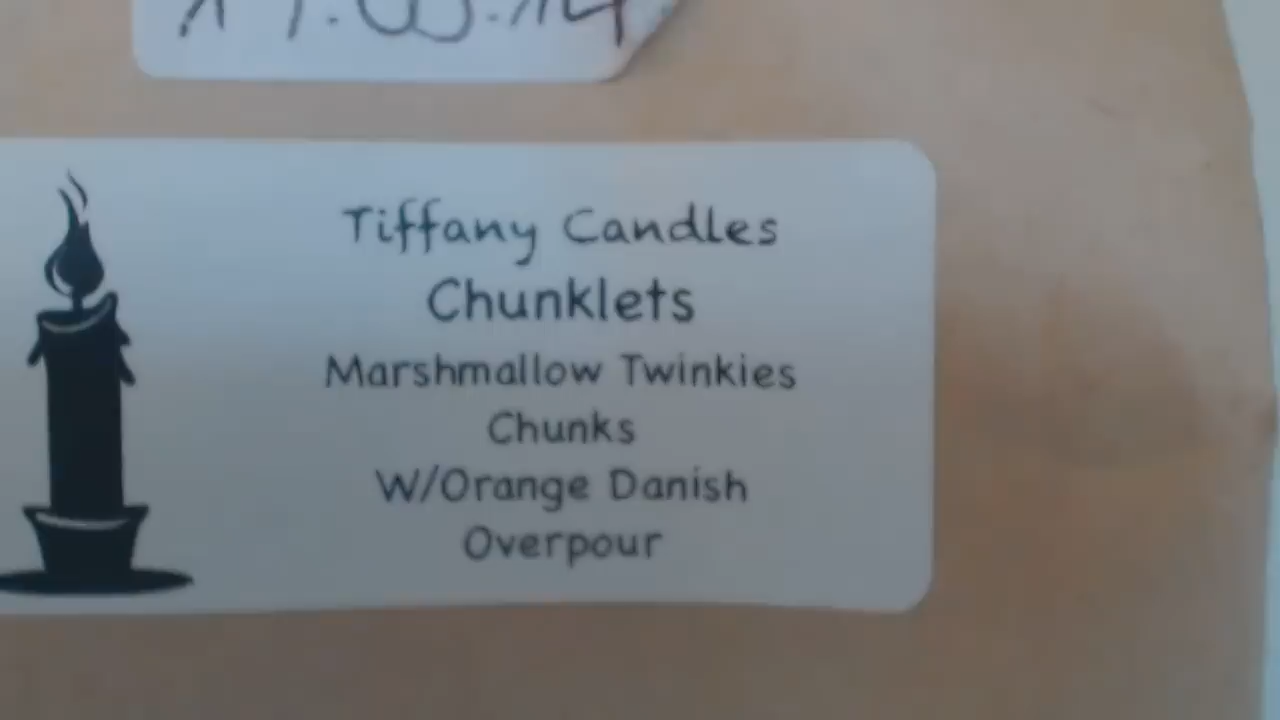 Tiffany Candles
Chunklets
Marshmallow Twinkies
Chunks
W/Orange Danish
Overpour